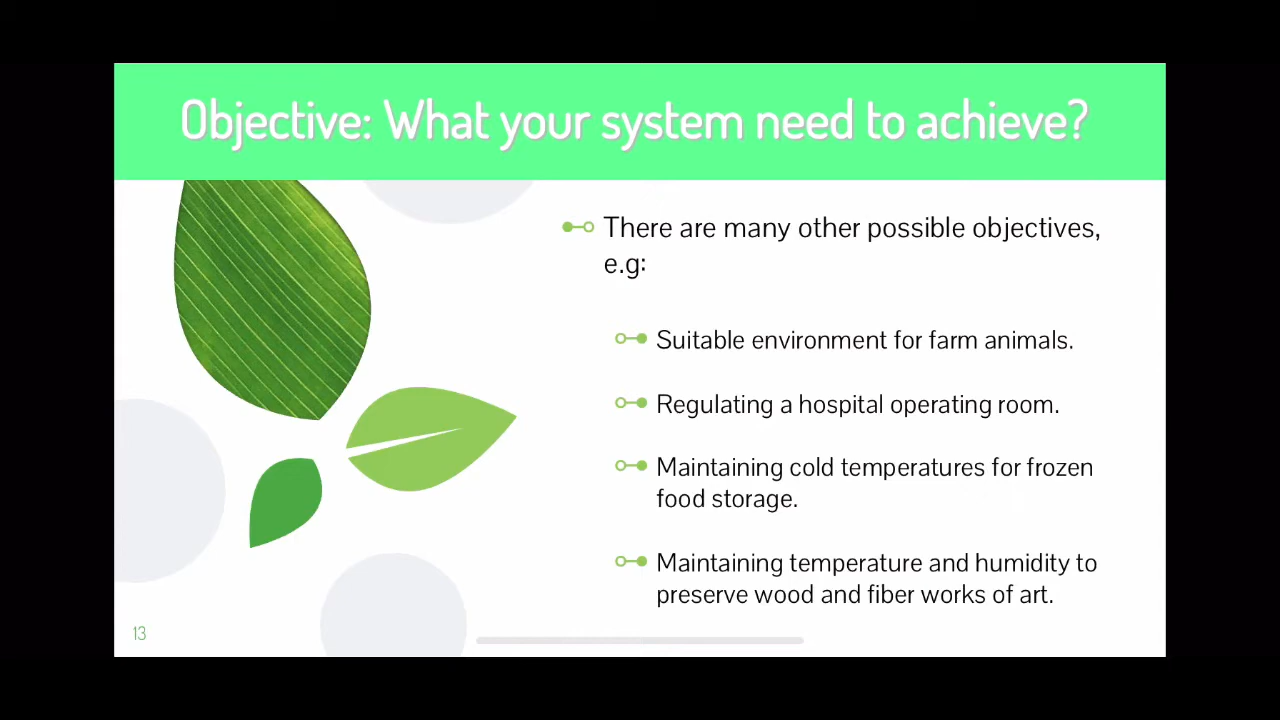 Objective: What your system need to achieve?
There are many other possible objectives,
e.g:
Suitable environment for farm animals.
Regulating a hospital operating room.
Maintaining cold temperatures for frozen
food storage.
Maintaining temperature and humidity to
preserve wood and fiber works of art.
13